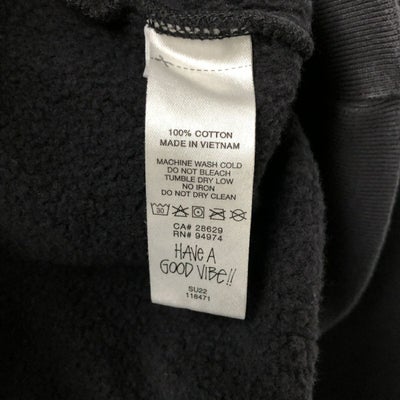 100% COTTON
MADE IN VIETNAM
MACHINE WASH COLD
DO NOT BLEACH
TUMBLE DRY LOW
NO IRON
DO NOT DRY CLEAN
30
CA# 28629
RN# 94974
HAVE A
GOOD VIBE!!
SU22
118471